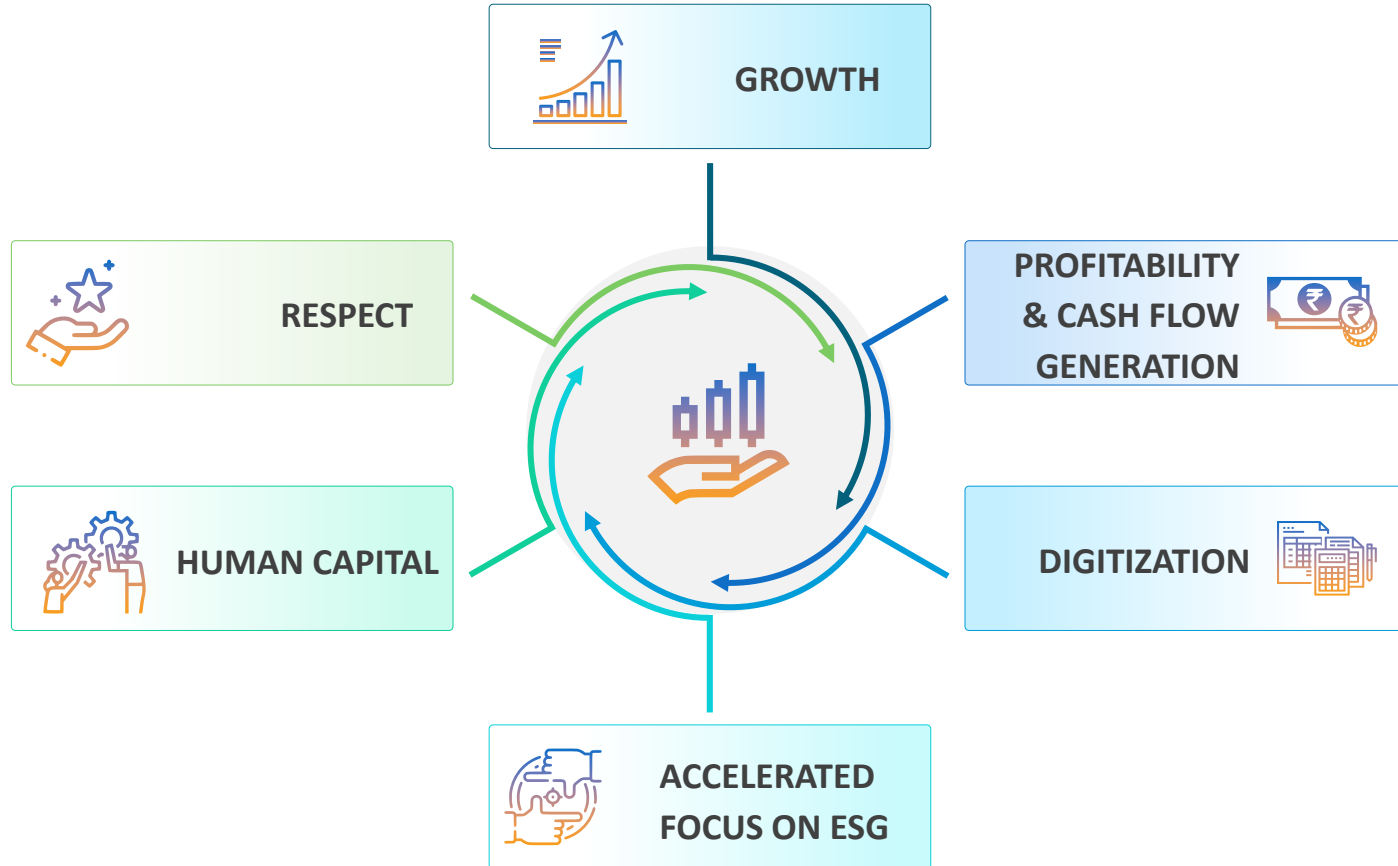 GROWTH
RESPECT
PROFITABILITY
& CASH FLOW
GENERATION
HUMAN CAPITAL
DIGITIZATION
ACCELERATED
FOCUS ON ESG